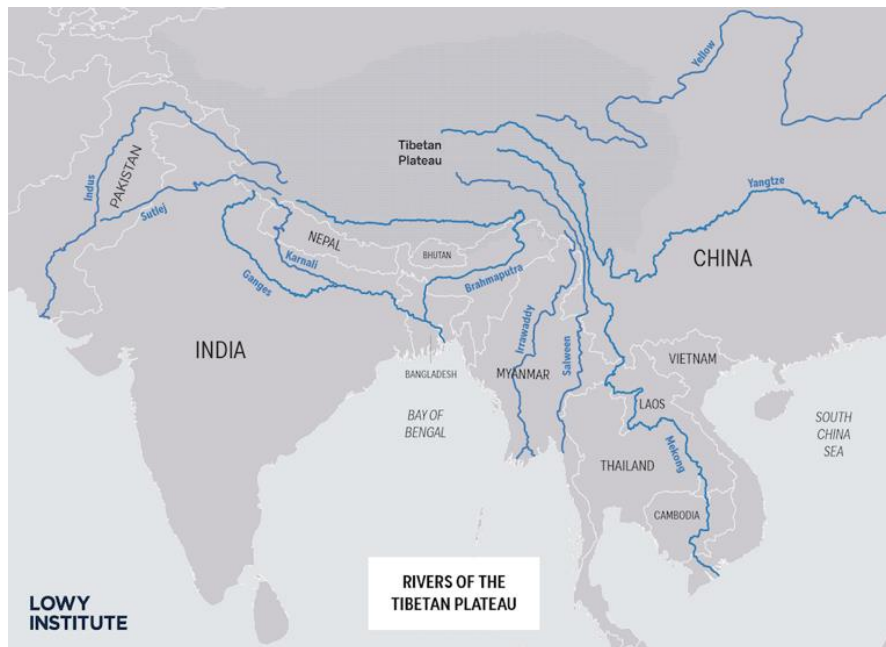 Yellow
Tibetan
Plateau
Indus
PAKISTAN
Sutlej
Yangtze
NEPAL
BHUTAN
CHINA
Karnali
Ganges
Brahmaputra
INDIA
Irrawaddy
Salween
MYANMAR
VIETNAM
BANGLADESH
LAOS
BAY OF
BENGAL
SOUTH
CHINA
SEA
THAILAND
Mekong
CAMBODIA
RIVERS OF THE
TIBETAN PLATEAU
LOWY
INSTITUTE